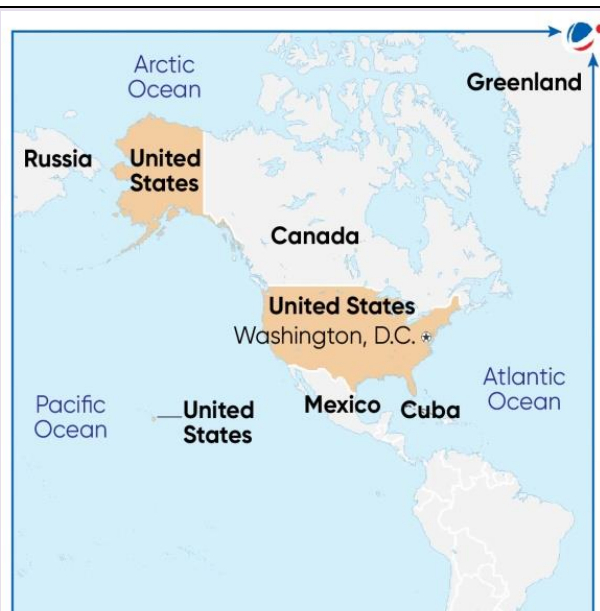 Arctic
Ocean
Greenland
Russia
United
States
Canada
United States
Washington, D.C.
Atlantic
Ocean
Pacific
Ocean
United
States
Mexico
Cuba